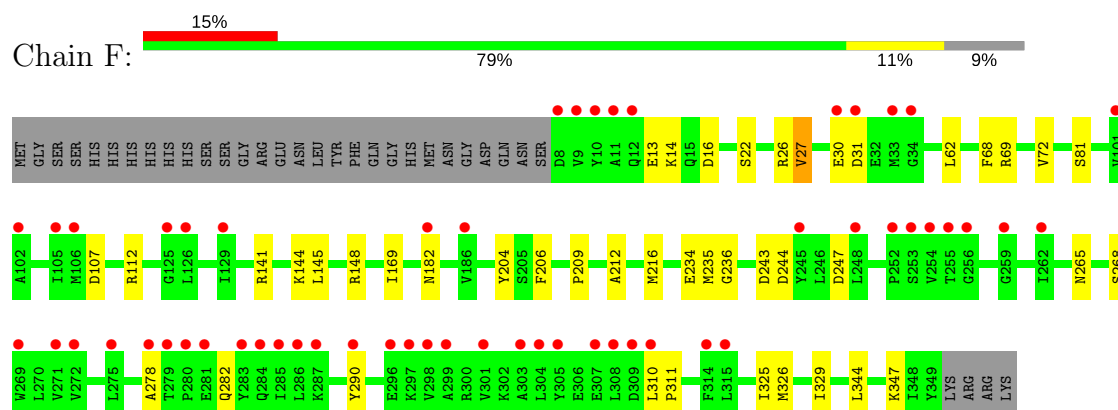 15%
Chain F:
79% 11% 9%
MET GLY SER SER HIS HIS HIS HIS HIS HIS SER SER GLY ARG GLU ASN LEU TYR PHE GLN GLY HIS MET ASN GLY ASP GLN ASN SER D8 V9 Y10 A11 Q12 E13 K14 Q15 D16 S22 R26 V27 E30 D31 E32 M33 G34 L62 F68 R69 V72 S81 V101
A102 I105 M106 D107 R112 G125 L126 I129 R141 K144 L145 R148 I169 N182 V186 Y204 S205 F206 P209 A212 M216 E234 M235 G236 D243 D244 Y245 L246 D247 L248 P252 S253 V254 T255 G256 G259 I262 N265 S268
W269 L270 V271 V272 L275 A278 T279 P280 E281 Q282 Y283 Q284 I285 L286 K287 Y290 E296 K297 V298 A299 R300 V301 K302 A303 L304 Y305 E306 E307 L308 D309 L310 P311 F314 L315 I325 M326 I329 L344 K347 I348 Y349 LYS ARG ARG LYS